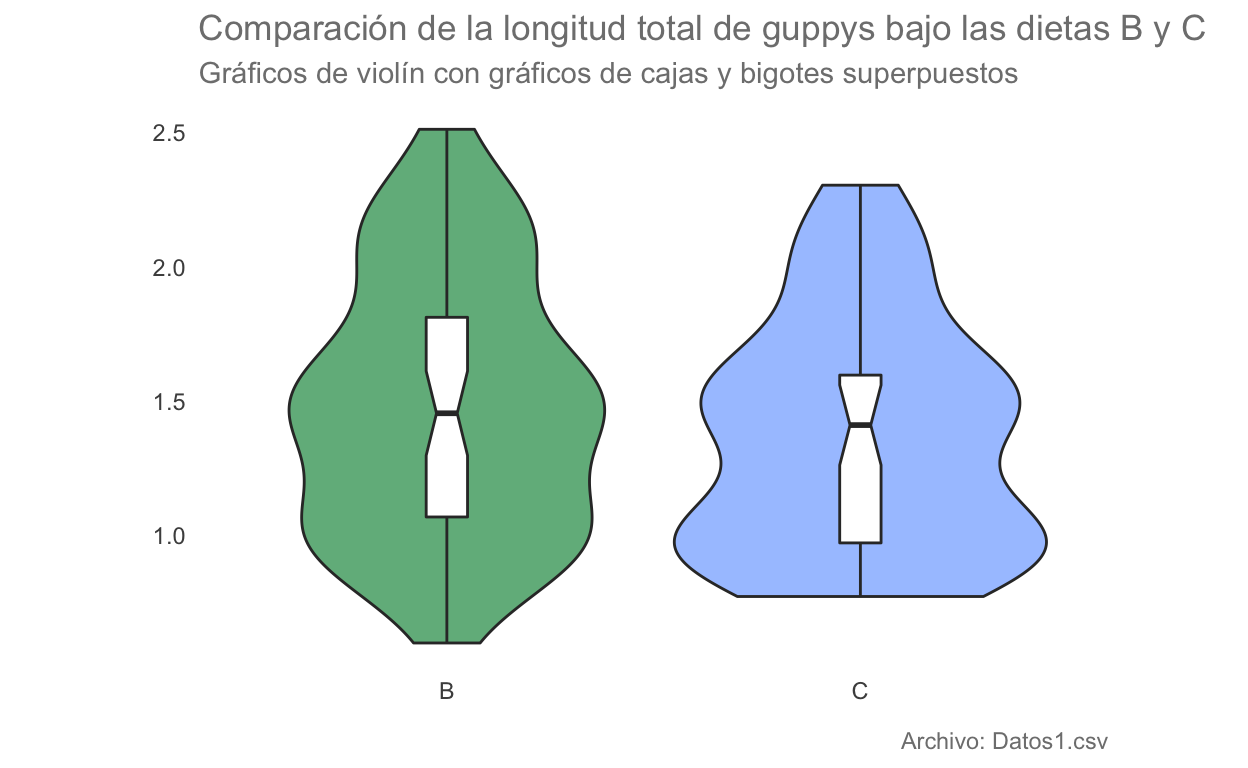 Comparación de la longitud total de guppys bajo las dietas B y C
Gráficos de violín con gráficos de cajas y bigotes superpuestos
2.5
2.0
1.5
1.0
B C
Archivo: Datos1.csv